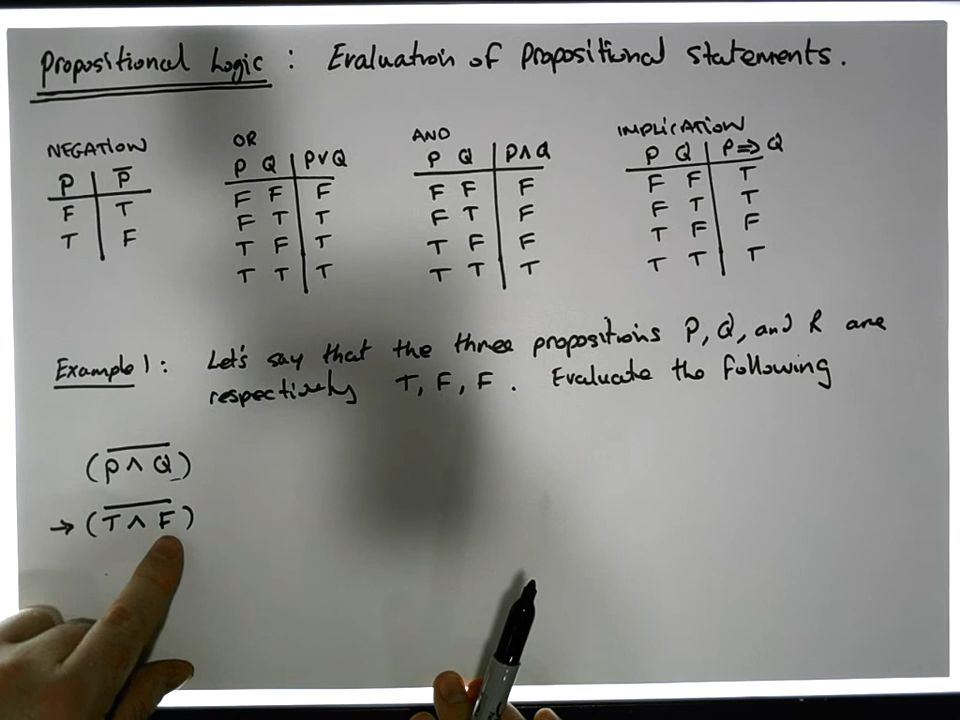 Propositional Logic : Evaluation of Propositional Statements.
NEGATION
P | P̅
F | T
T | F
OR
P Q | P∨Q
F F | F
F T | T
T F | T
T T | T
AND
P Q | P∧Q
F F | F
F T | F
T F | F
T T | T
IMPLICATION
P Q | P⇒Q
F F | T
F T | T
T F | F
T T | T
Example 1: Let's say that the three propositions P, Q, and R are
respectively T, F, F. Evaluate the following
(P̅ ̅∧̅ ̅Q̅)
→ (T̅ ̅∧̅ ̅F̅)